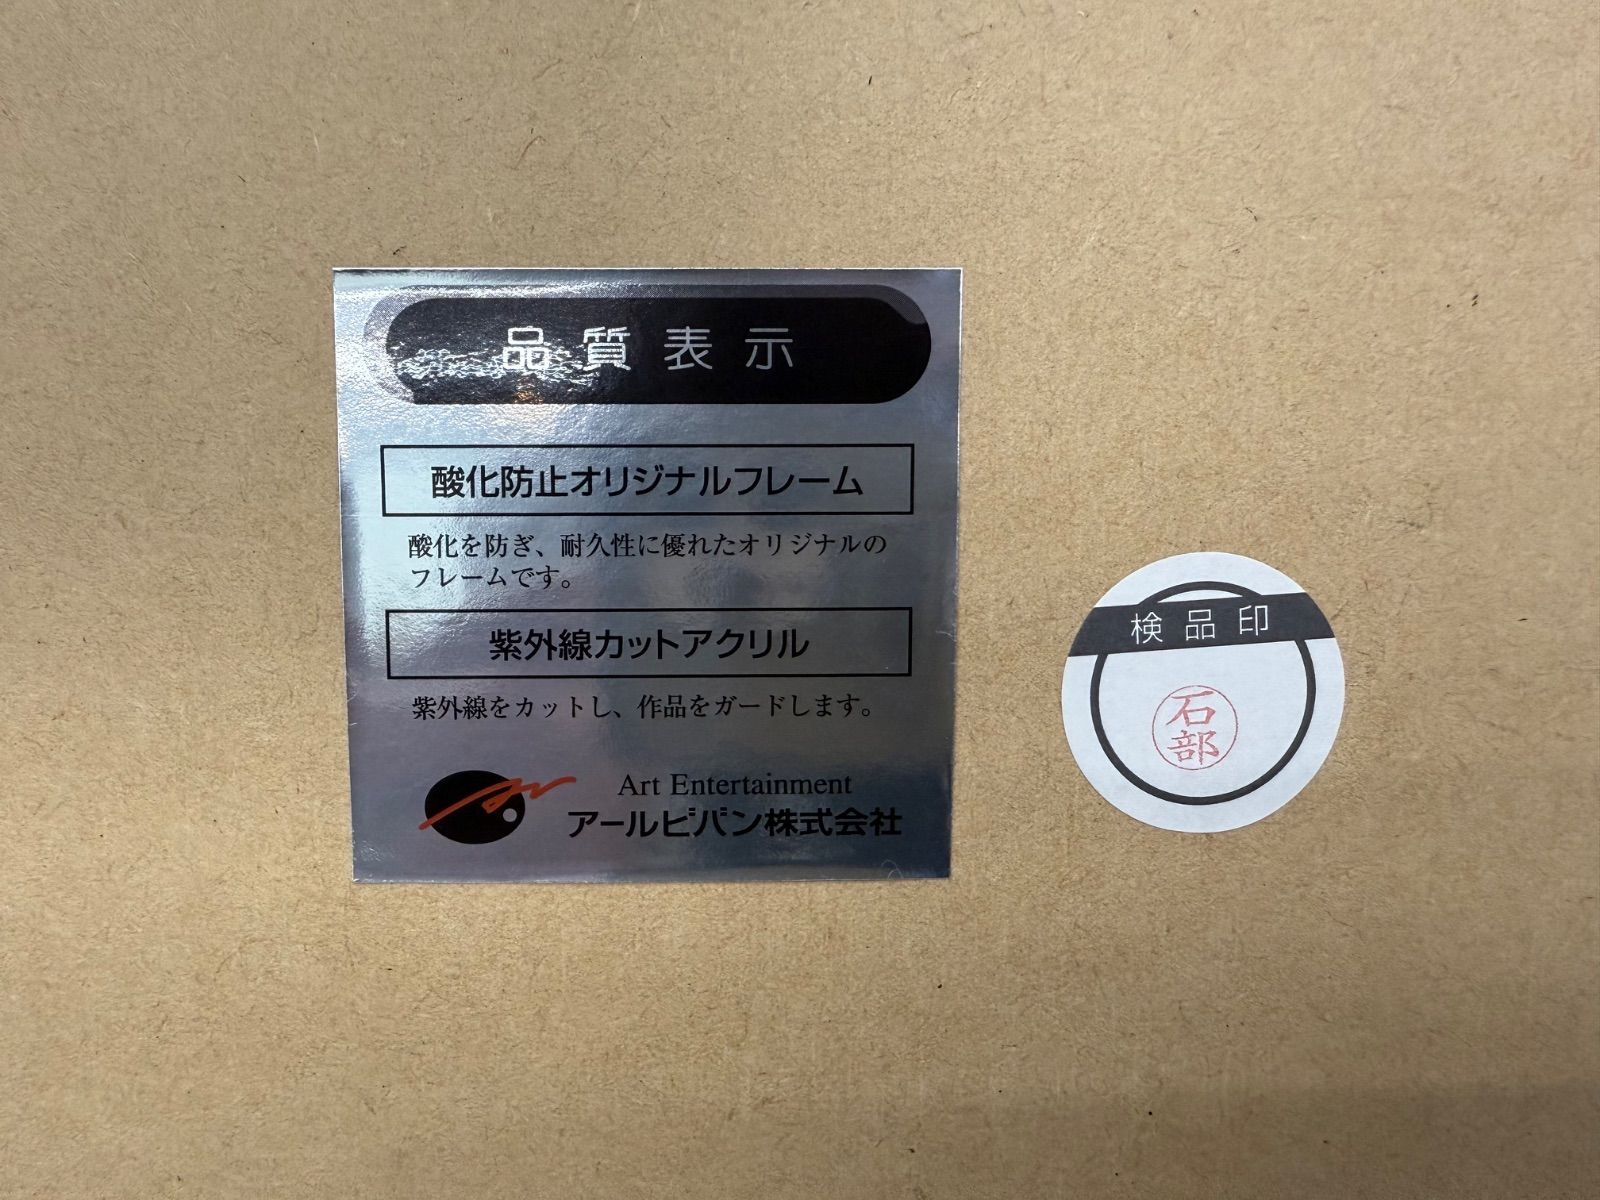 品質表示
酸化防止オリジナルフレーム
酸化を防ぎ、耐久性に優れたオリジナルの
フレームです。
紫外線カットアクリル
紫外線をカットし、作品をガードします。
Art Entertainment
アールビバン株式会社
検品印
石部